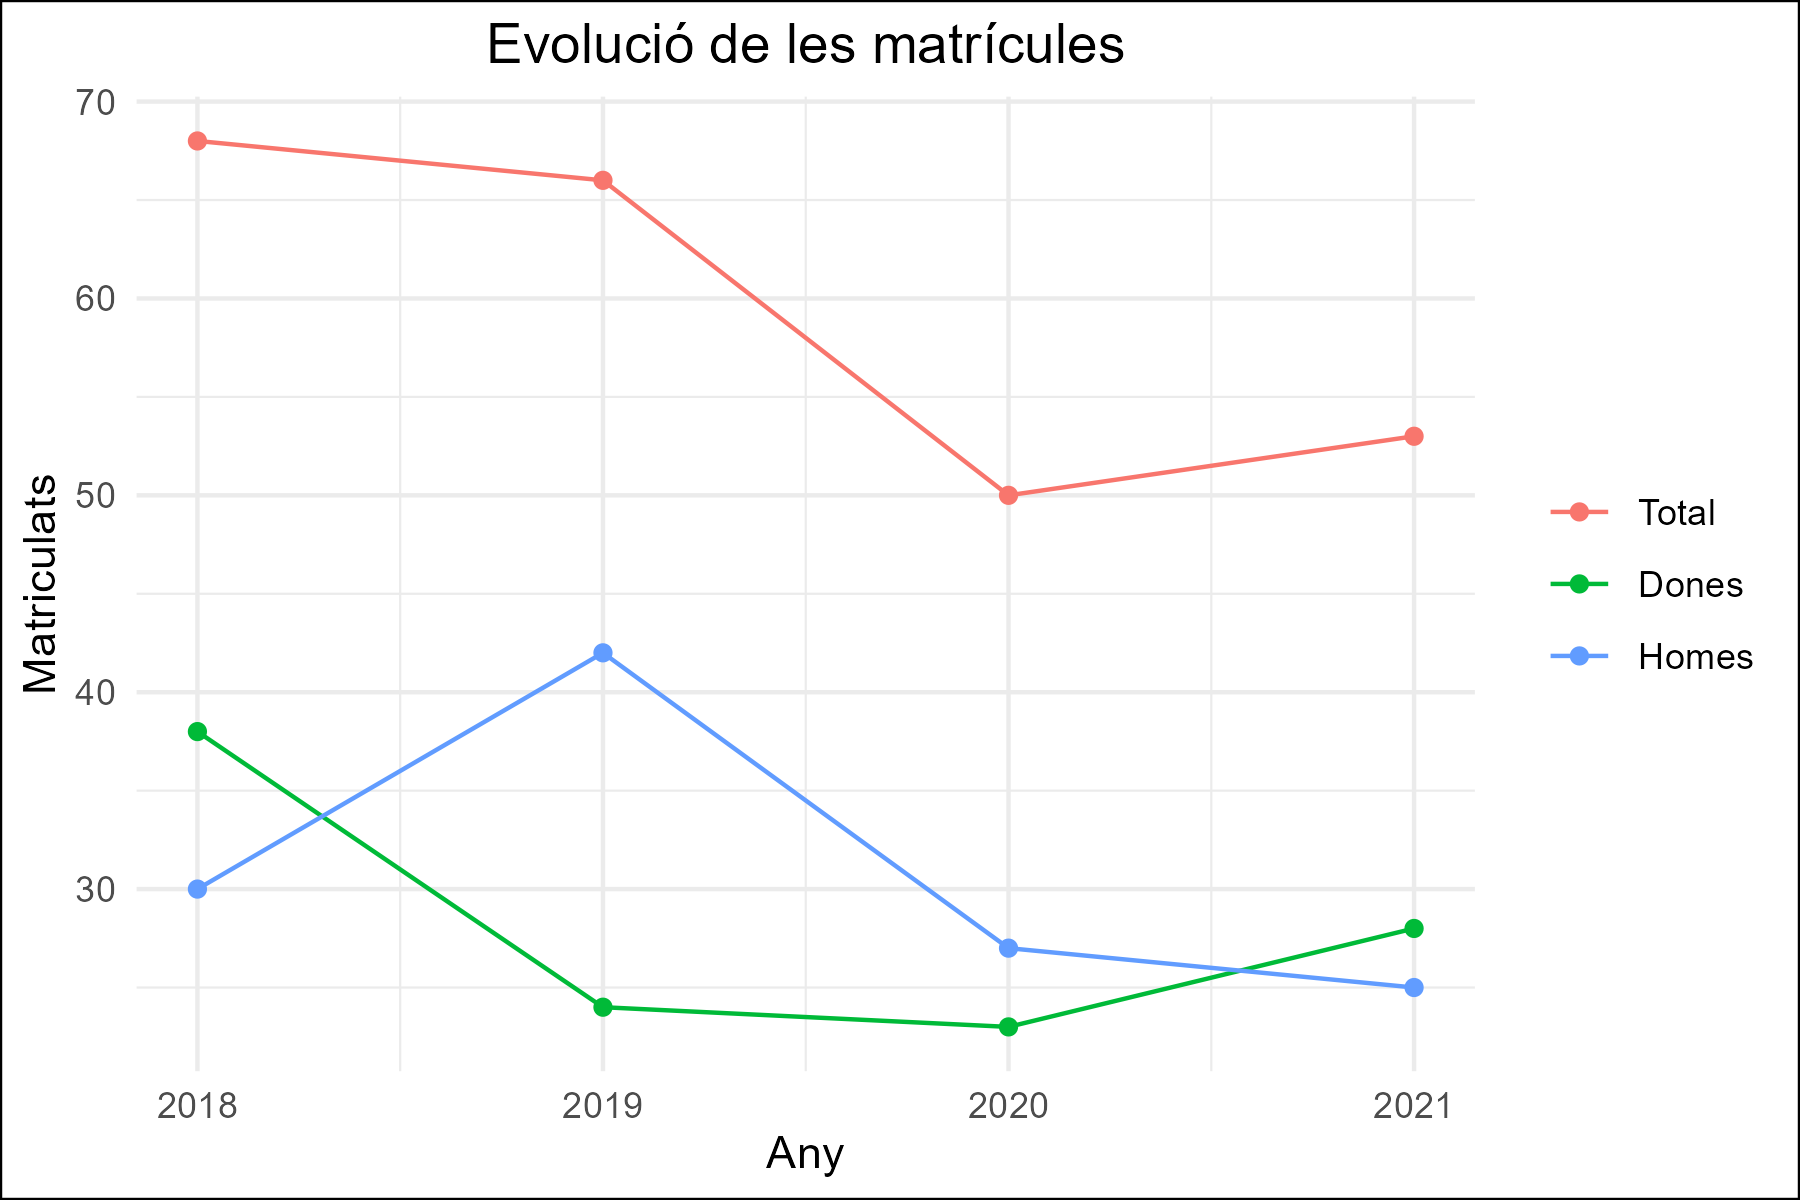 Evolució de les matrícules
70
60
50
40
30
Matriculats
2018
2019
2020
2021
Any
Total
Dones
Homes